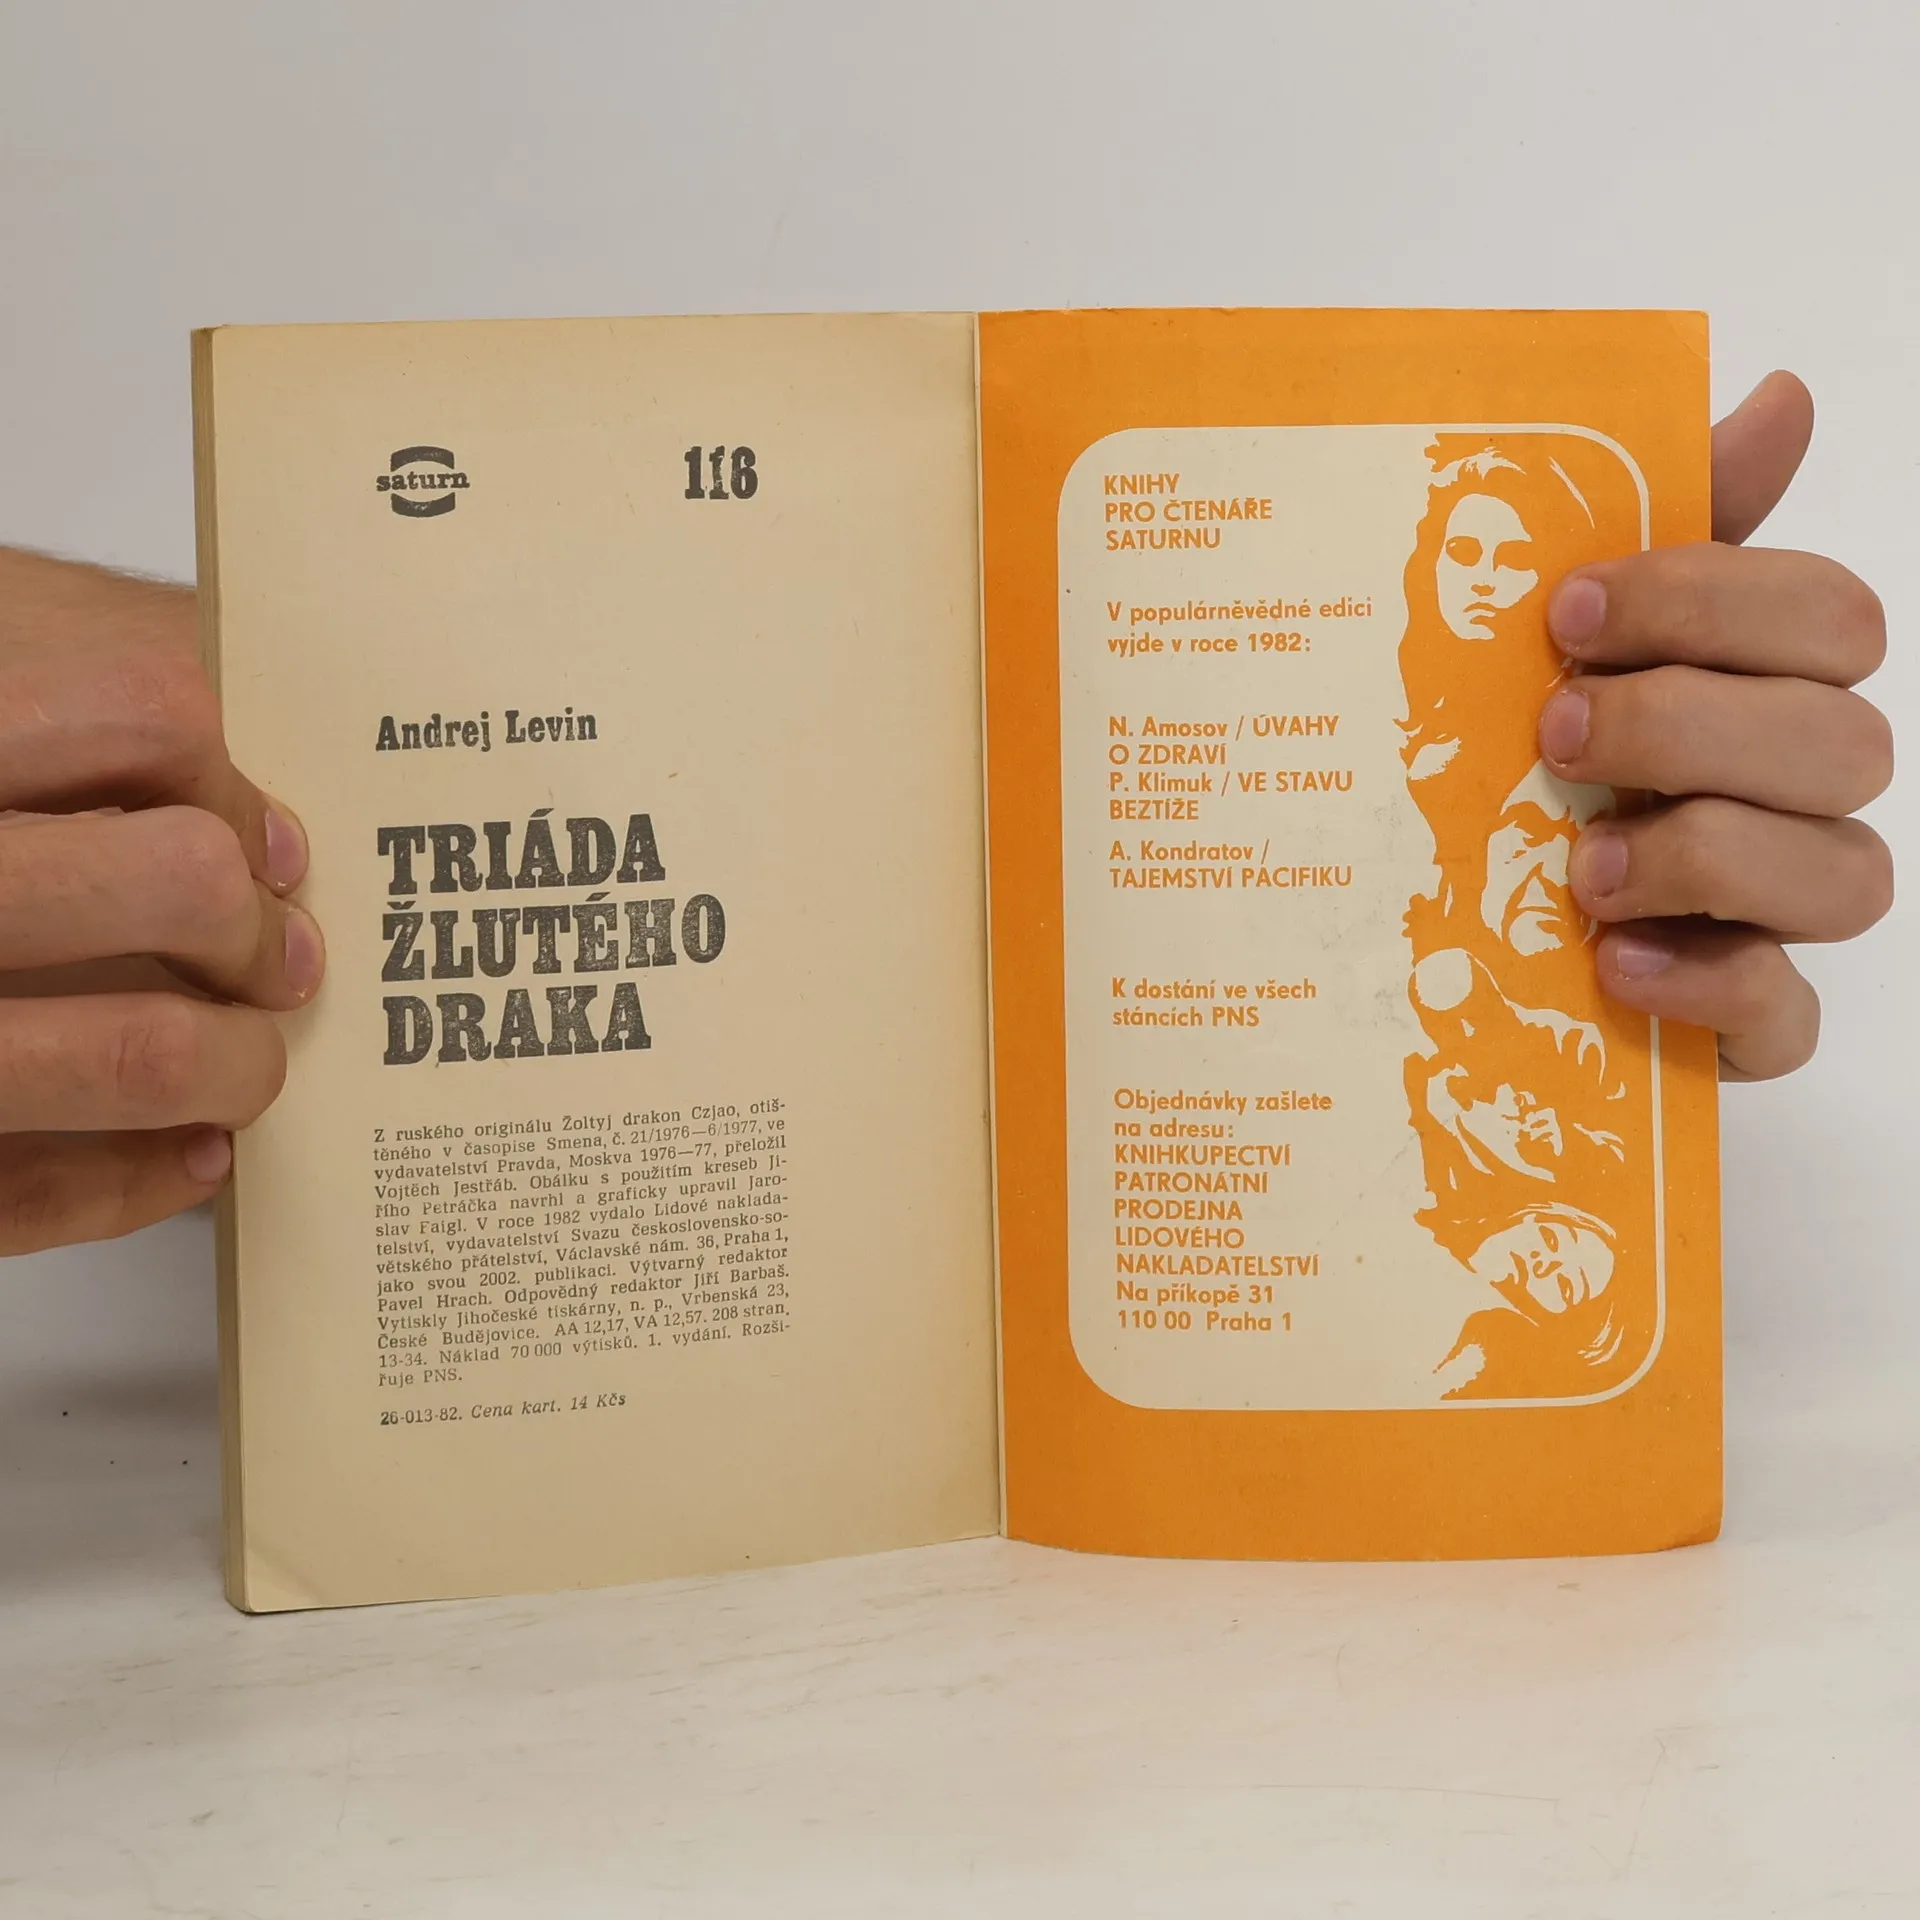 saturn
116
Andrej Levin
TRIÁDA
ŽLUTÉHO
DRAKA
Z ruského originálu Žoltyj drakon Czjao, otiš-
těného v časopise Smena, č. 21/1976—6/1977, ve
vydavatelství Pravda, Moskva 1976—77, přeložil
Vojtěch Jestřáb. Obálku s použitím kreseb Ji-
řího Petráčka navrhl a graficky upravil Jaro-
slav Faigl. V roce 1982 vydalo Lidové naklada-
telství, vydavatelství Svazu československo-so-
větského přátelství, Václavské nám. 36, Praha 1,
jako svou 2002. publikaci. Výtvarný redaktor
Pavel Hrach. Odpovědný redaktor Jiří Barbaš.
Vytiskly Jihočeské tiskárny, n. p., Vrbenská 23,
České Budějovice. AA 12,17, VA 12,57. 208 stran.
13-34. Náklad 70 000 výtisků. 1. vydání. Rozši-
řuje PNS.
26-013-82. Cena kart. 14 Kčs
KNIHY
PRO ČTENÁŘE
SATURNU
V populárněvědné edici
vyjde v roce 1982:
N. Amosov / ÚVAHY
O ZDRAVÍ
P. Klimuk / VE STAVU
BEZTÍŽE
A. Kondratov /
TAJEMSTVÍ PACIFIKU
K dostání ve všech
stáncích PNS
Objednávky zašlete
na adresu:
KNIHKUPECTVÍ
PATRONÁTNÍ
PRODEJNA
LIDOVÉHO
NAKLADATELSTVÍ
Na příkopě 31
110 00 Praha 1